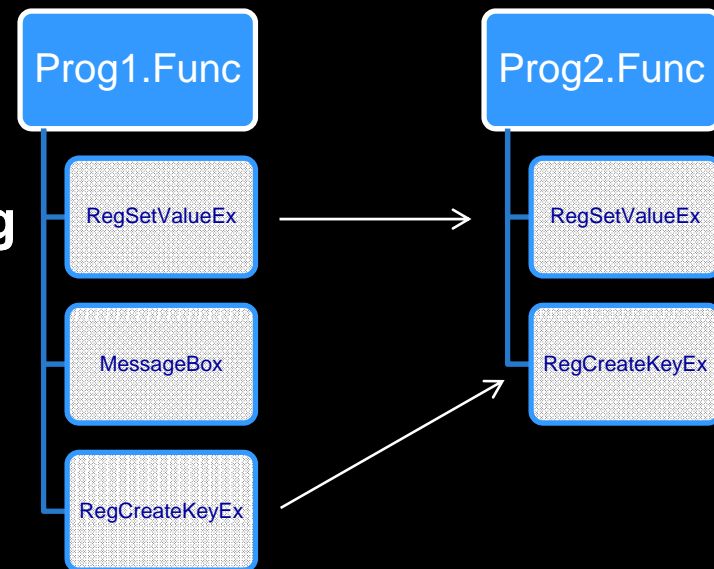 Prog1.Func
Prog2.Func
g
RegSetValueEx
RegSetValueEx
MessageBox
RegCreateKeyEx
RegCreateKeyEx